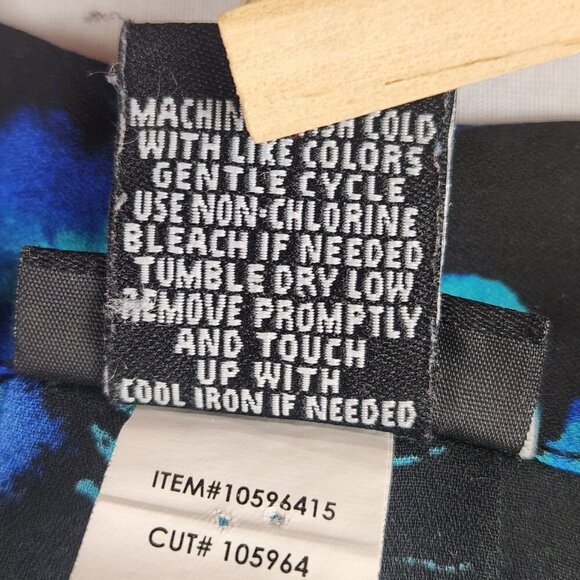 COLD
WITH LIKE COLORS
GENTLE CYCLE
USE NON-CHLORINE
BLEACH IF NEEDED
TUMBLE DRY LOW
REMOVE PROMPTLY
AND TOUCH
UP WITH
COOL IRON IF NEEDED
ITEM#10596415
CUT# 105964